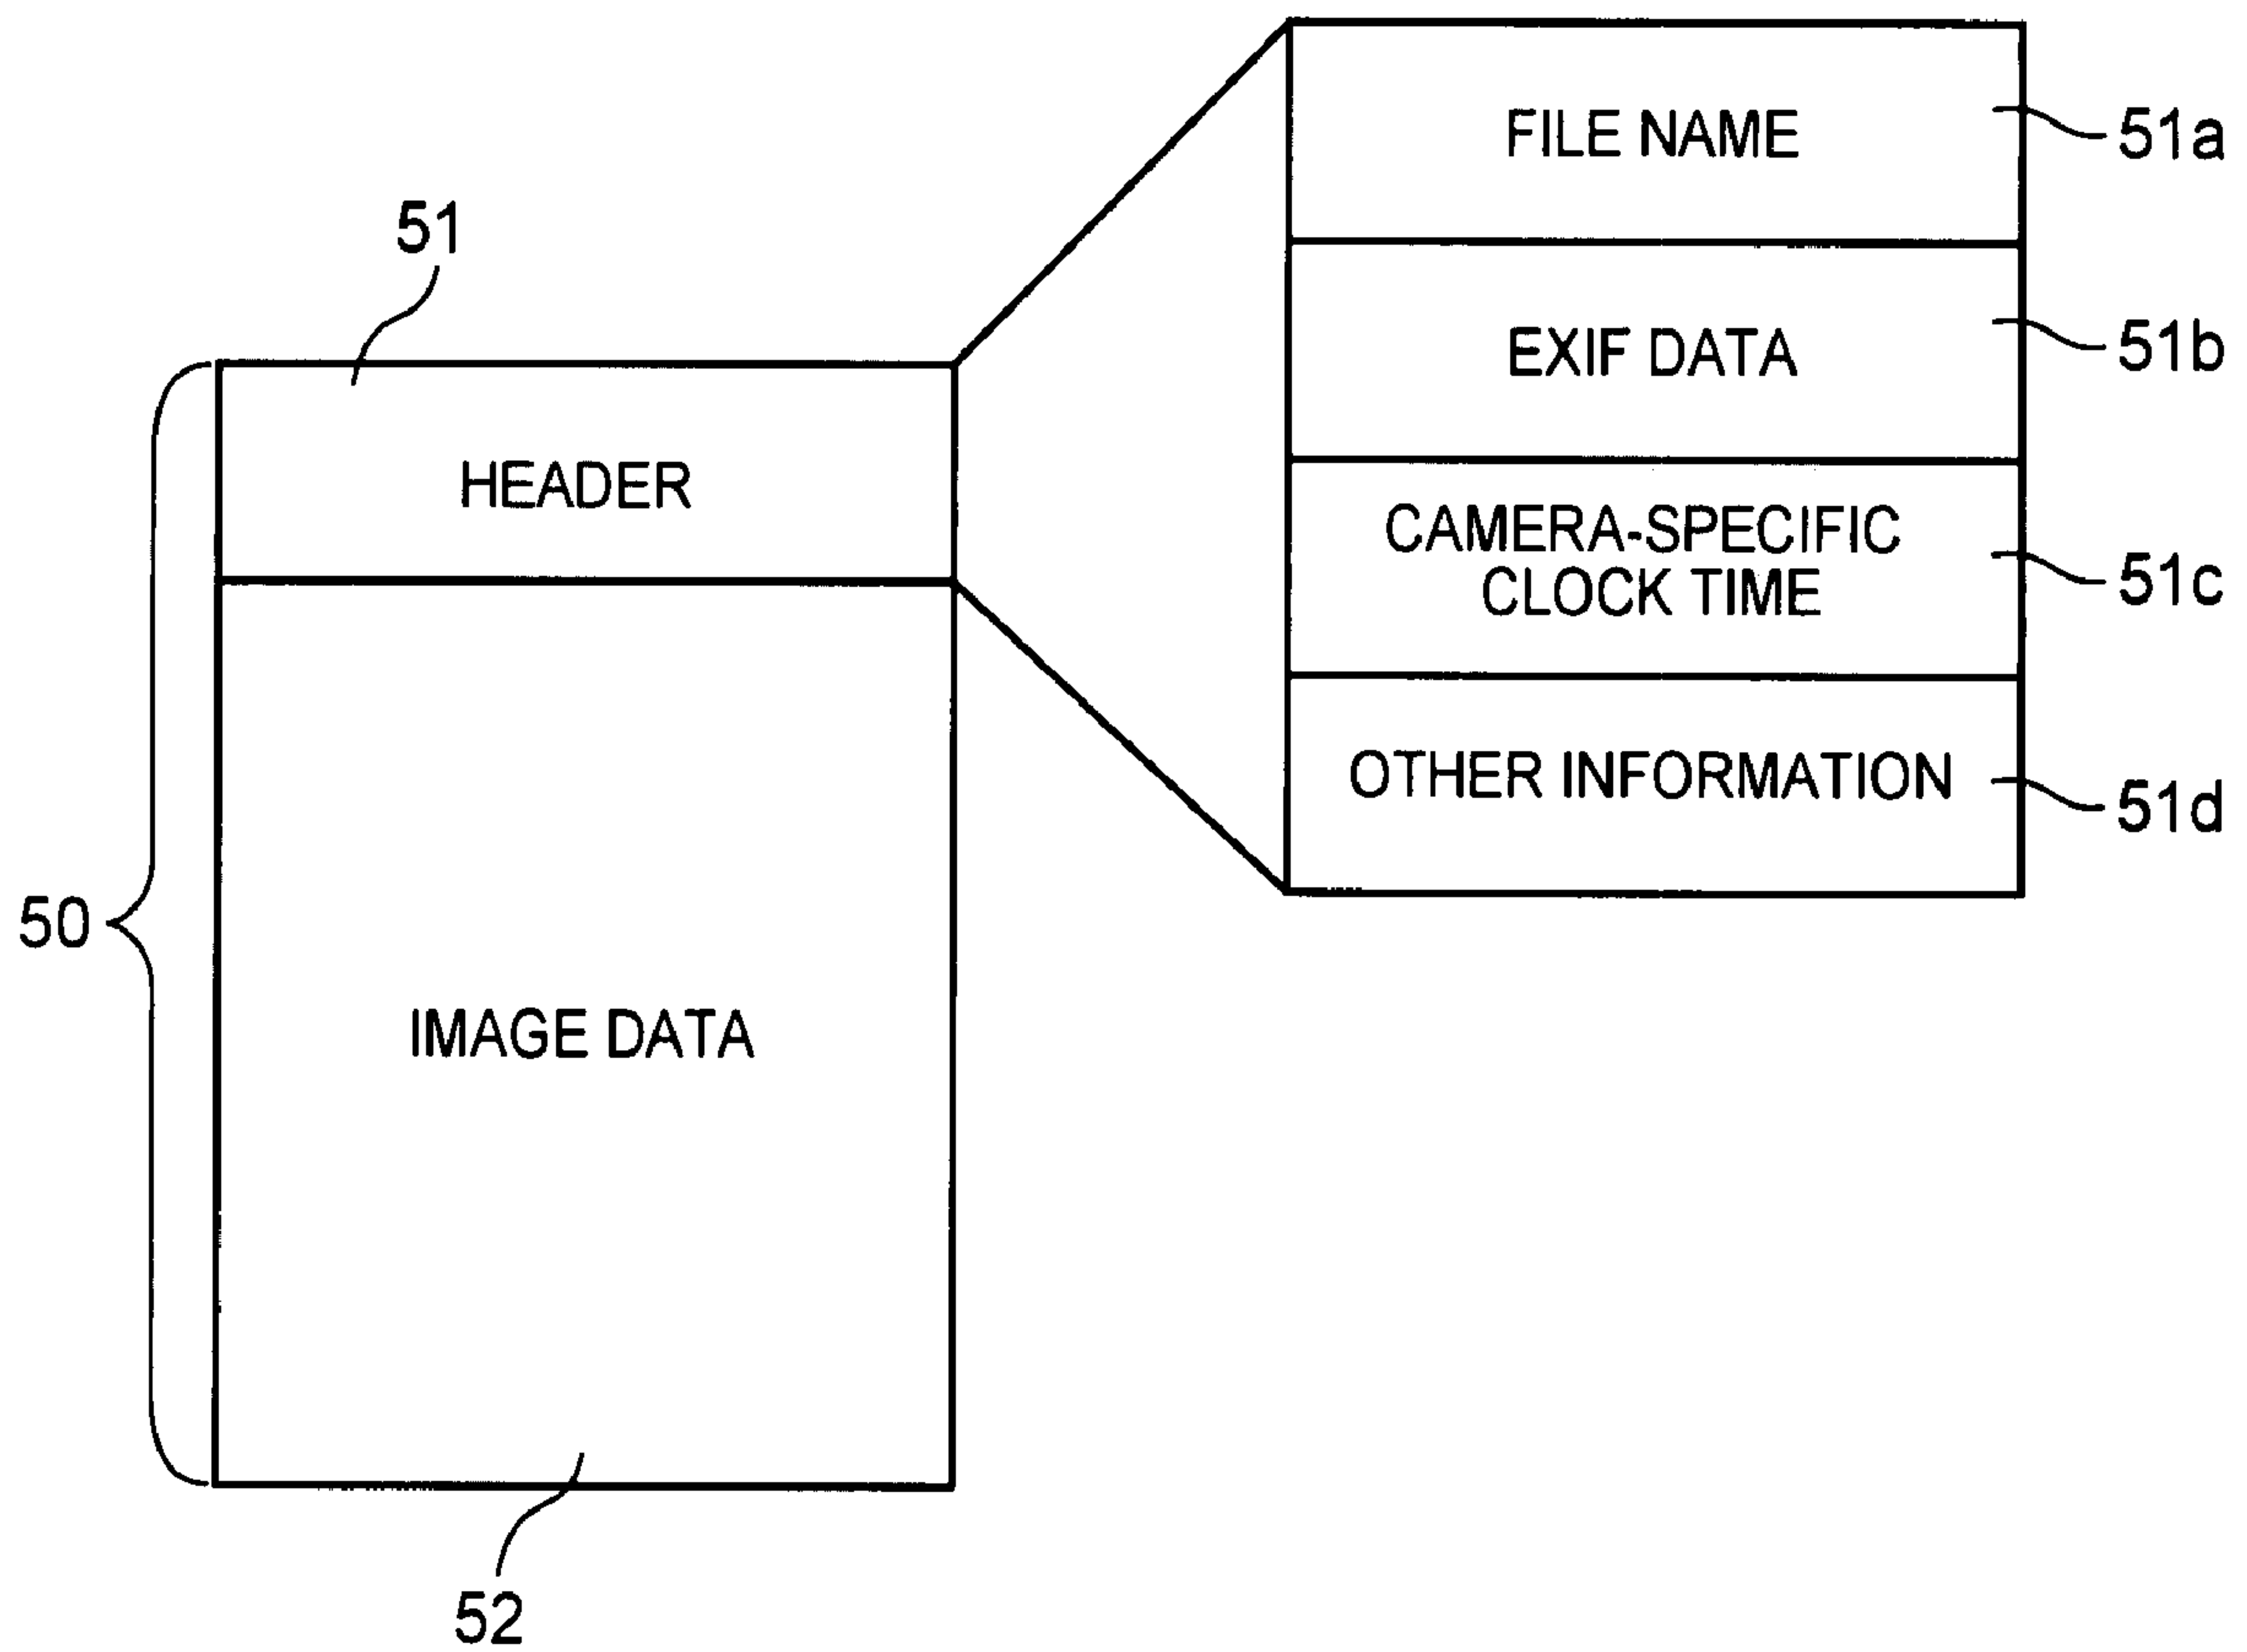 51
HEADER
50
IMAGE DATA
52
FILE NAME
51a
EXIF DATA
51b
CAMERA-SPECIFIC
CLOCK TIME
51c
OTHER INFORMATION
51d